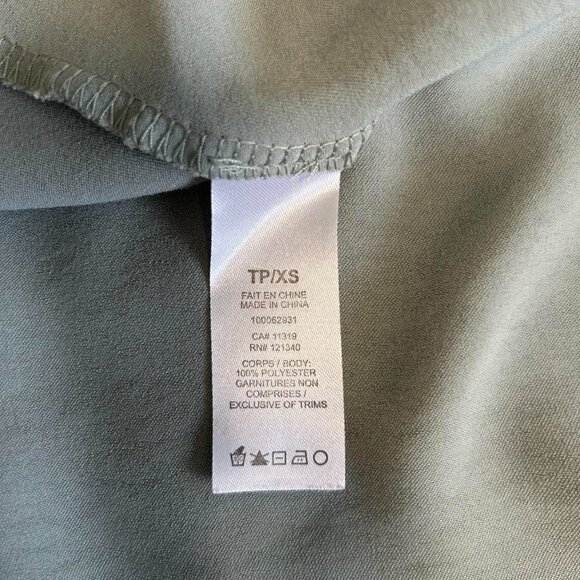 TP/XS
FAIT EN CHINE
MADE IN CHINA
100062931
CA# 11319
RN# 121340
CORPS / BODY:
100% POLYESTER
GARNITURES NON
COMPRISES /
EXCLUSIVE OF TRIMS